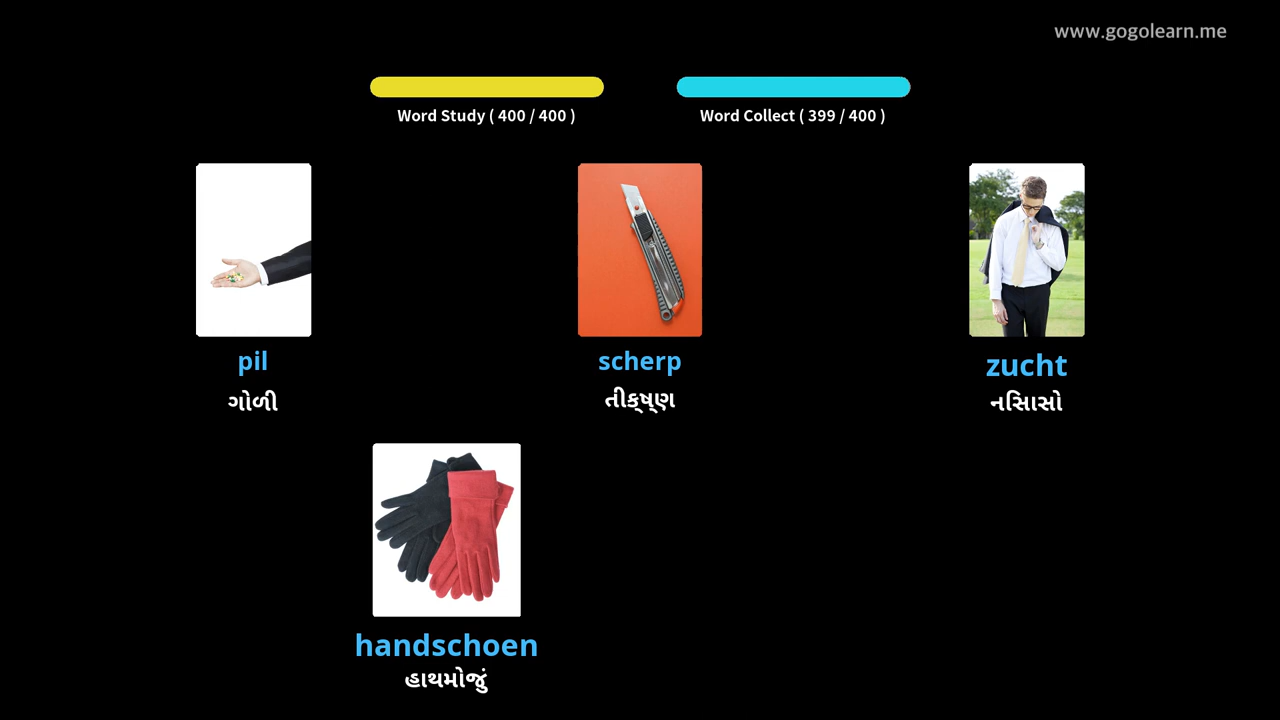 www.gogolearn.me
Word Study ( 400 / 400 )
Word Collect ( 399 / 400 )
pil
ગોળી
scherp
તીક્ષ્ણ
zucht
નિસાસો
handschoen
હાથમોજું